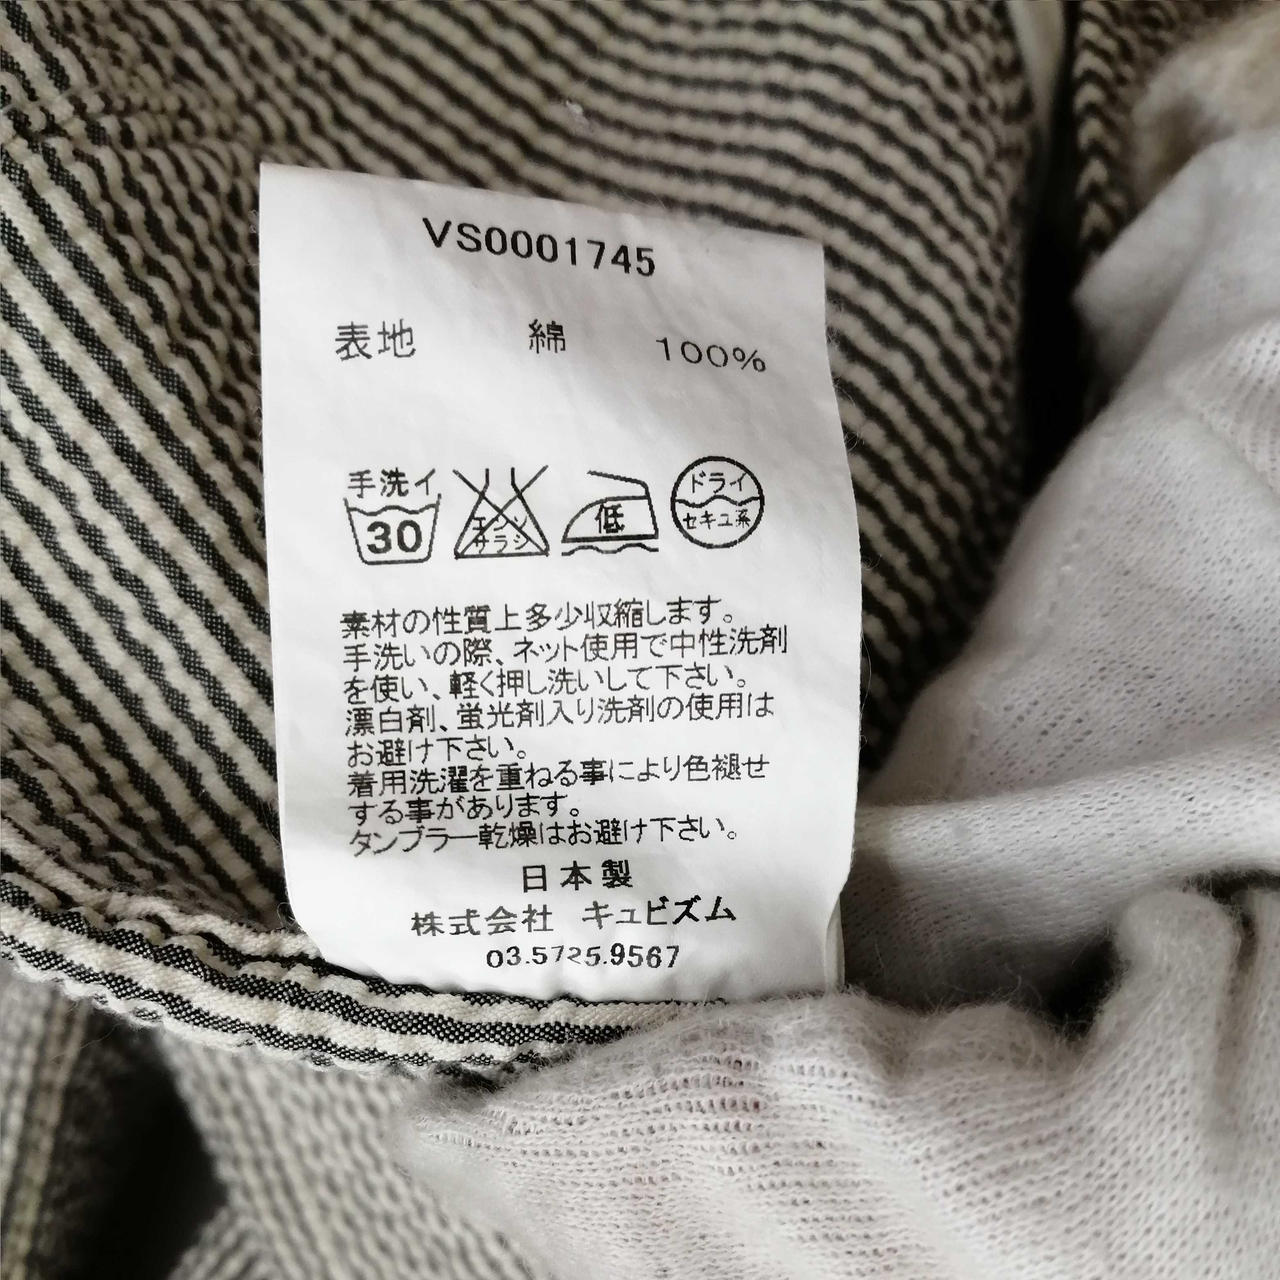 VS0001745
表地 綿 100%
手洗イ 30 エンソ サラシ 低 ドライ セキユ系
素材の性質上多少収縮します。
手洗いの際、ネット使用で中性洗剤
を使い、軽く押し洗いして下さい。
漂白剤、蛍光剤入り洗剤の使用は
お避け下さい。
着用洗濯を重ねる事により色褪せ
する事があります。
タンブラー乾燥はお避け下さい。
日本製
株式会社 キュビズム
03.5725.9567